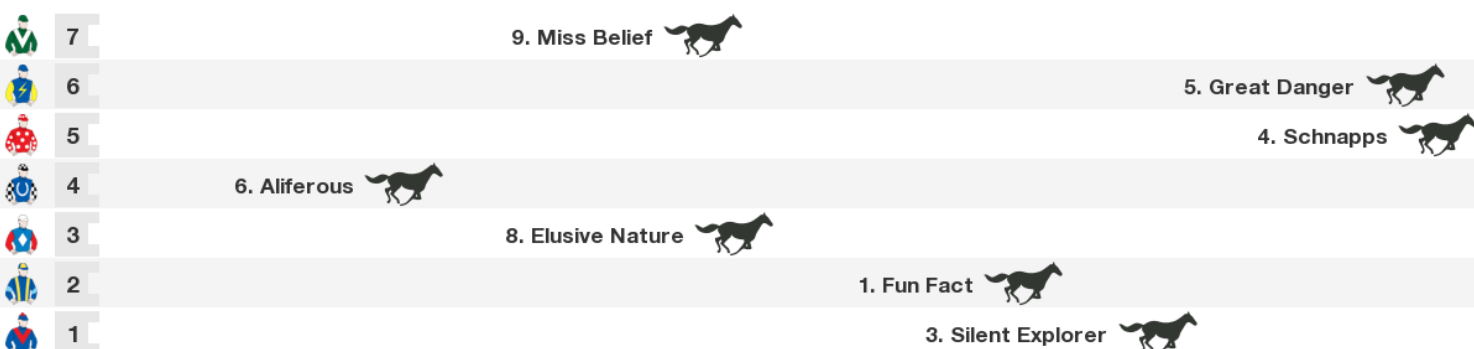 7 9. Miss Belief
6 5. Great Danger
5 4. Schnapps
4 6. Aliferous
3 8. Elusive Nature
2 1. Fun Fact
1 3. Silent Explorer